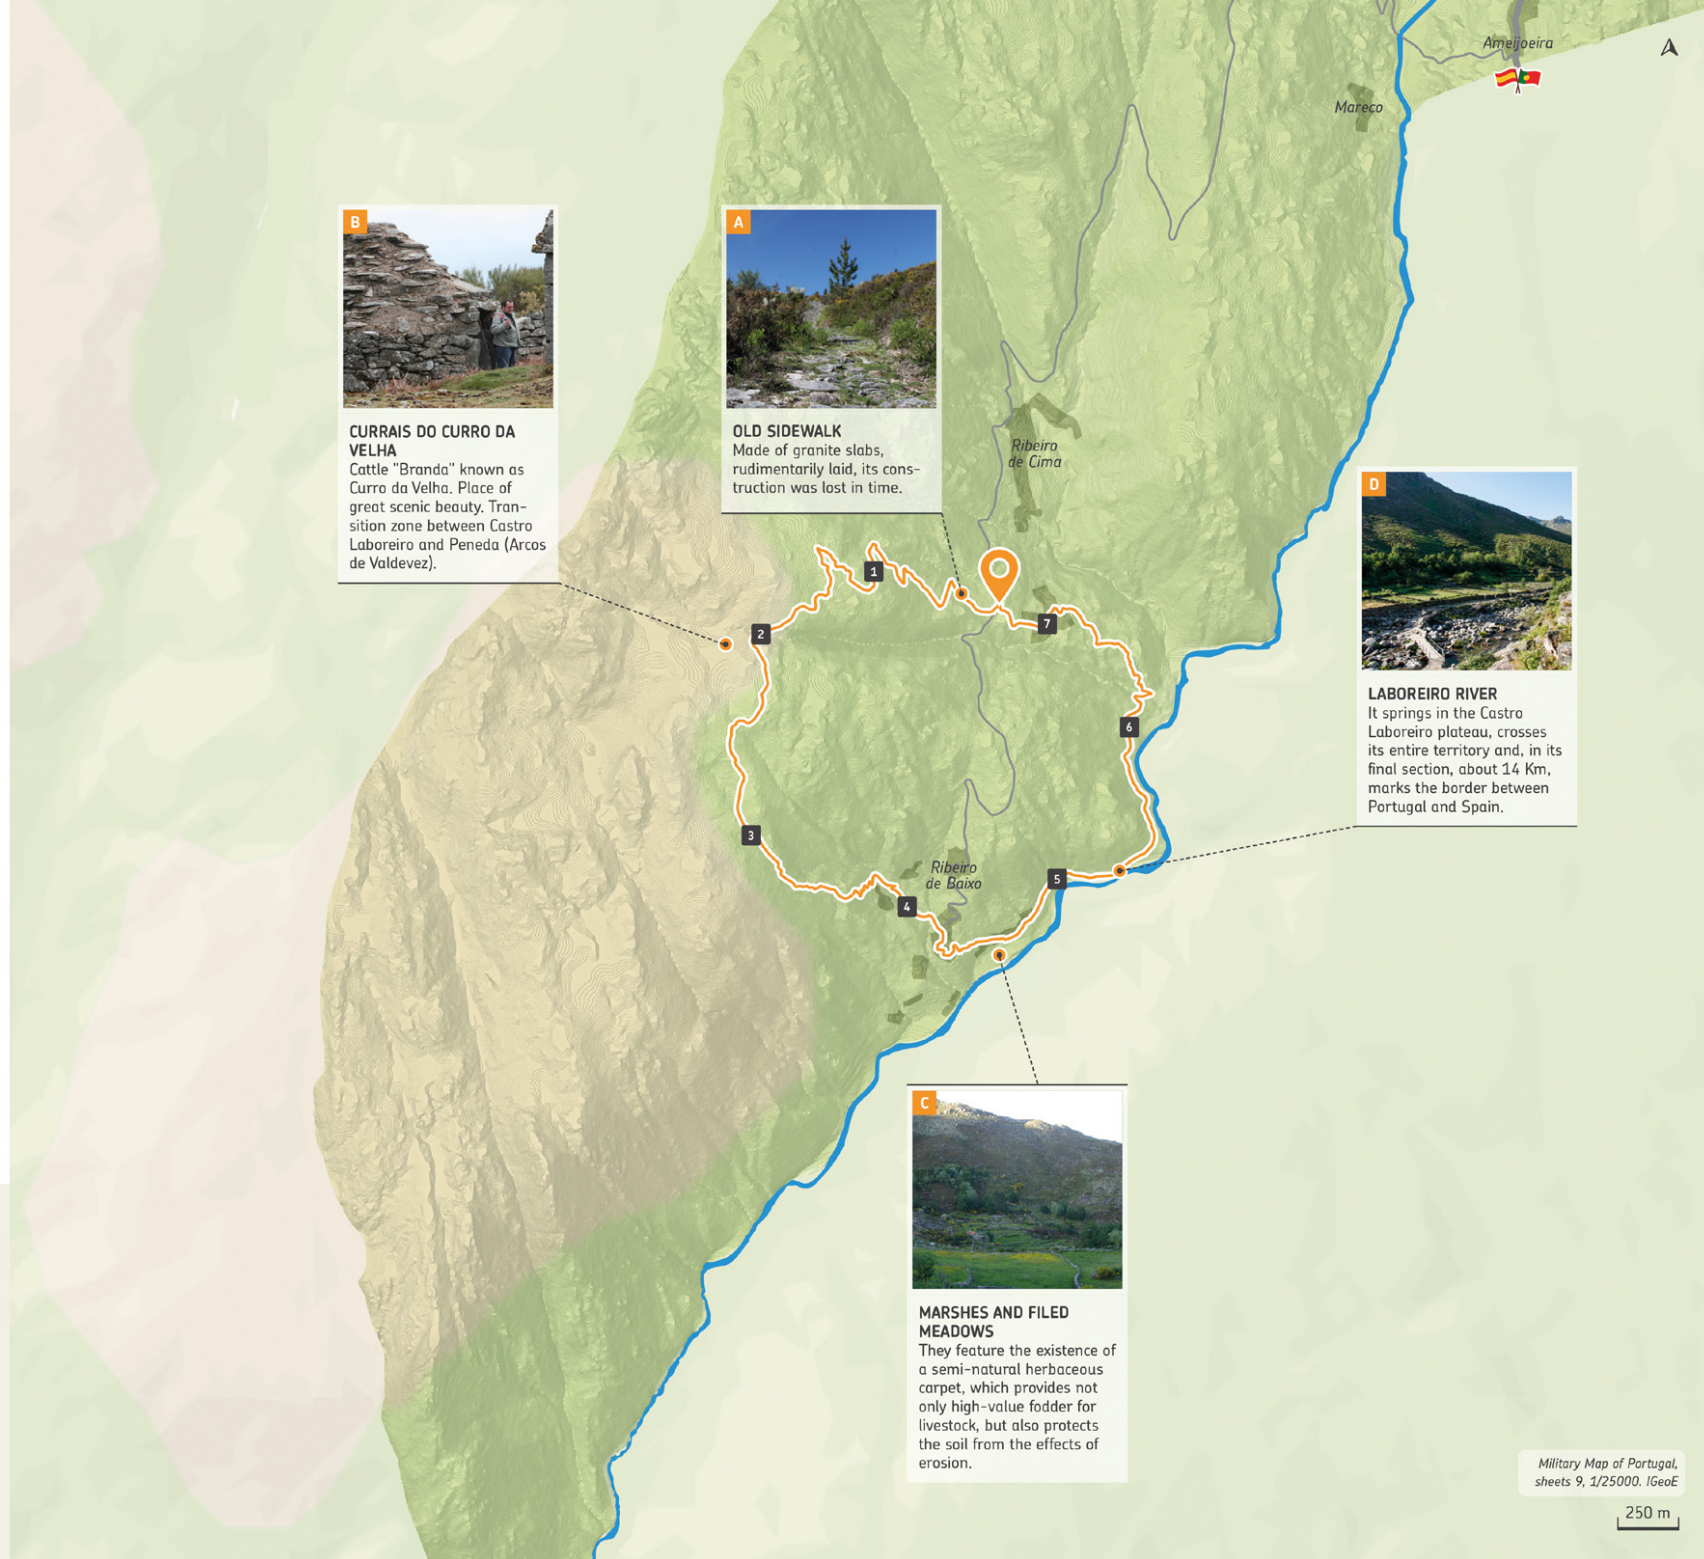 Ameijoeira
Mareco
B
CURRAIS DO CURRO DA
VELHA
Cattle "Branda" known as
Curro da Velha. Place of
great scenic beauty. Tran-
sition zone between Castro
Laboreiro and Peneda (Arcos
de Valdevez).
A
OLD SIDEWALK
Made of granite slabs,
rudimentarily laid, its cons-
truction was lost in time.
Ribeiro
de Cima
D
LABOREIRO RIVER
It springs in the Castro
Laboreiro plateau, crosses
its entire territory and, in its
final section, about 14 Km,
marks the border between
Portugal and Spain.
1
2
3
4
5
6
7
Ribeiro
de Baixo
C
MARSHES AND FILED
MEADOWS
They feature the existence of
a semi-natural herbaceous
carpet, which provides not
only high-value fodder for
livestock, but also protects
the soil from the effects of
erosion.
Military Map of Portugal,
sheets 9, 1/25000. IGeoE
250 m